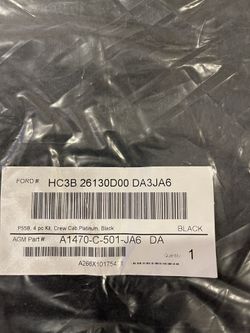 FORD # HC3B 26130D00 DA3JA6
P558, 4 pc Kit, Crew Cab, Platinum, Black BLACK
AGM Part# A1470-C-501-JA6 DA Quantity 1